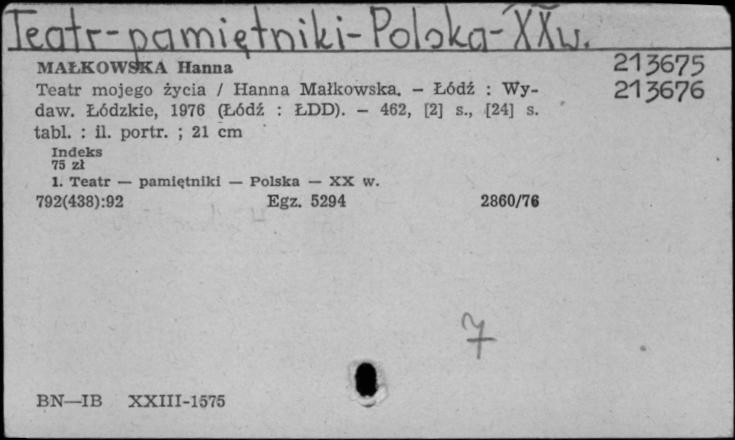 Teatr-pamiętniki-Polska-XXw.
MAŁKOWSKA Hanna 213675
Teatr mojego życia / Hanna Małkowska. – Łódź : Wy- 213676
daw. Łódzkie, 1976 (Łódź : ŁDD). – 462, [2] s., [24] s.
tabl. : il. portr. ; 21 cm
Indeks
75 zł
1. Teatr — pamiętniki — Polska — XX w.
792(438):92 Egz. 5294 2860/76
7
BN—IB XXIII-1575